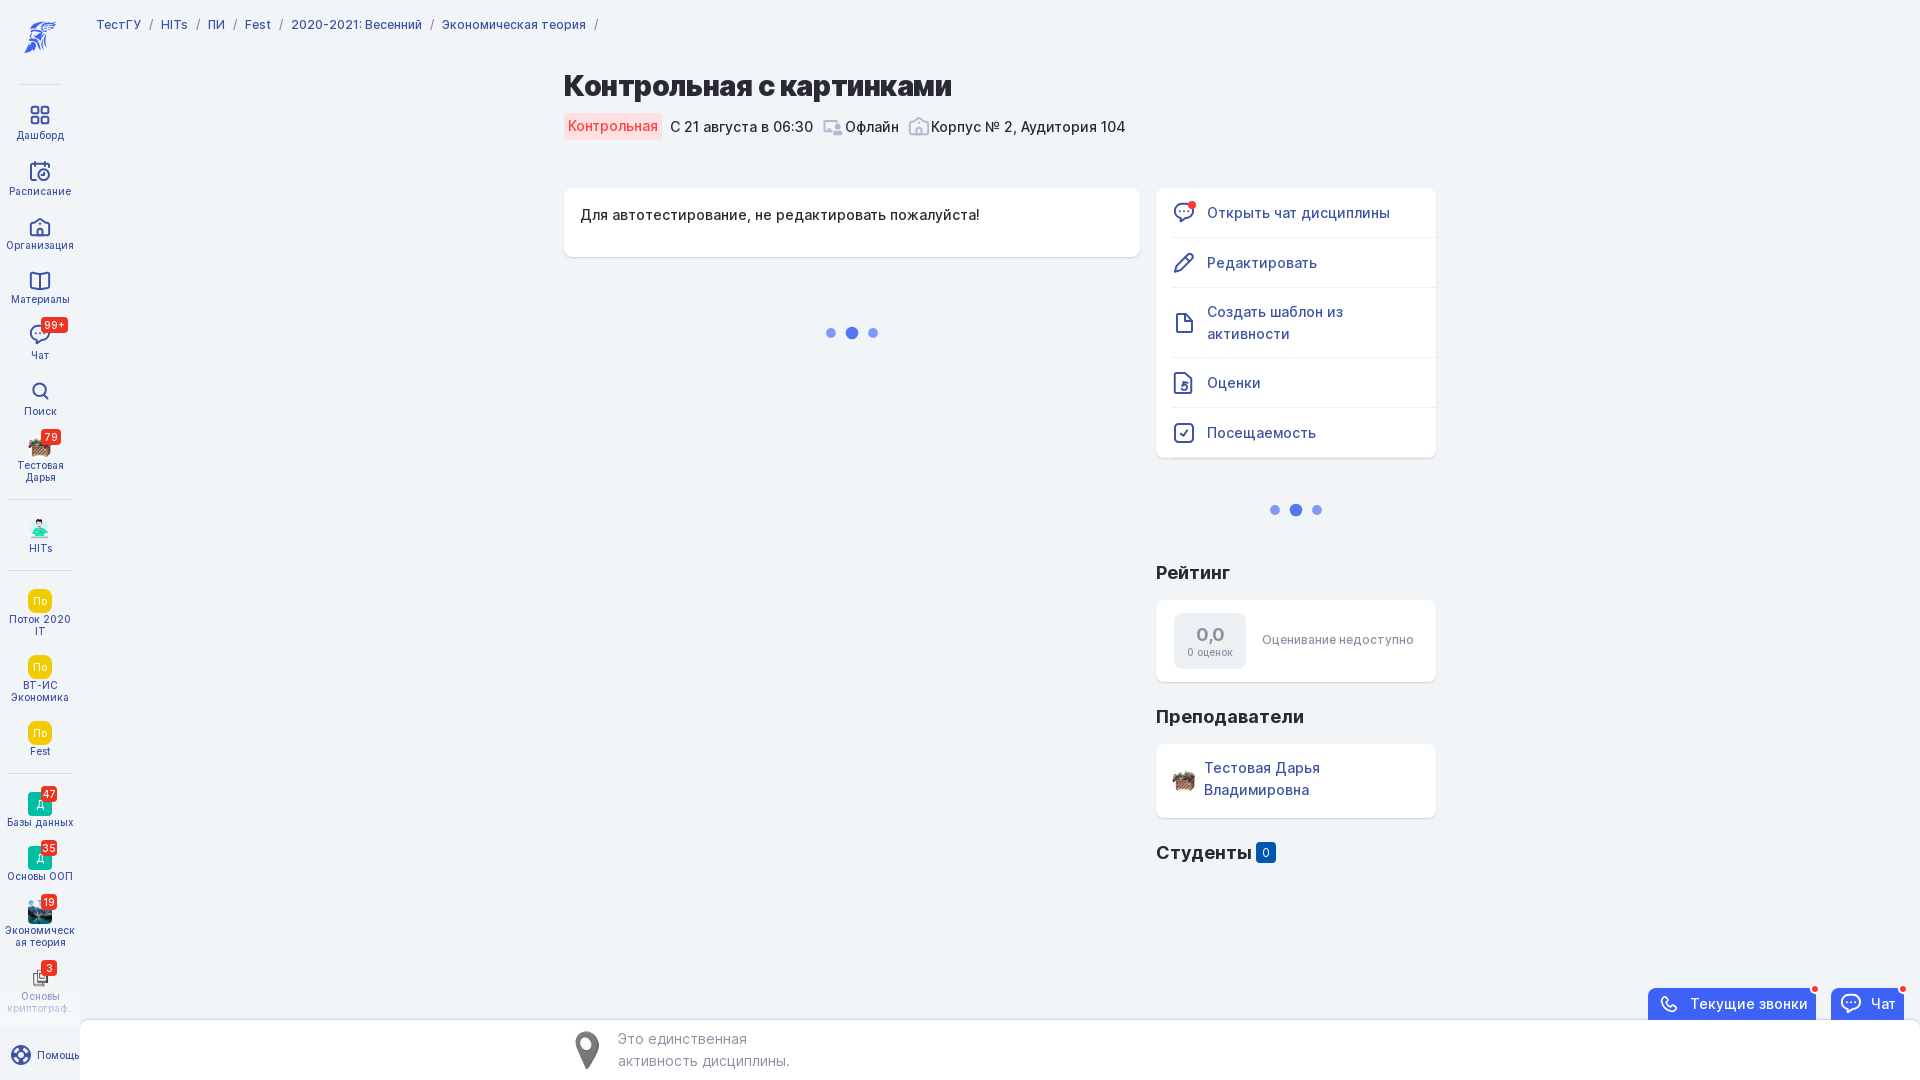 ТестГУ / HITs / ПИ / Fest / 2020-2021: Весенний / Экономическая теория /
Дашборд
Расписание
Организация
Материалы
99+
Чат
Поиск
79
Тестовая
Дарья
HITs
По
Поток 2020
IT
По
ВТ-ИС
Экономика
По
Fest
47
Д
Базы данных
35
Д
Основы ООП
19
Экономическ
ая теория
3
Основы
криптограф...
Помощь
Контрольная с картинками
Контрольная С 21 августа в 06:30 Офлайн Корпус № 2, Аудитория 104
Для автотестирование, не редактировать пожалуйста!
Открыть чат дисциплины
Редактировать
Создать шаблон из
активности
5 Оценки
Посещаемость
Рейтинг
0,0
0 оценок
Оценивание недоступно
Преподаватели
Тестовая Дарья
Владимировна
Студенты 0
Текущие звонки
Чат
Это единственная
активность дисциплины.